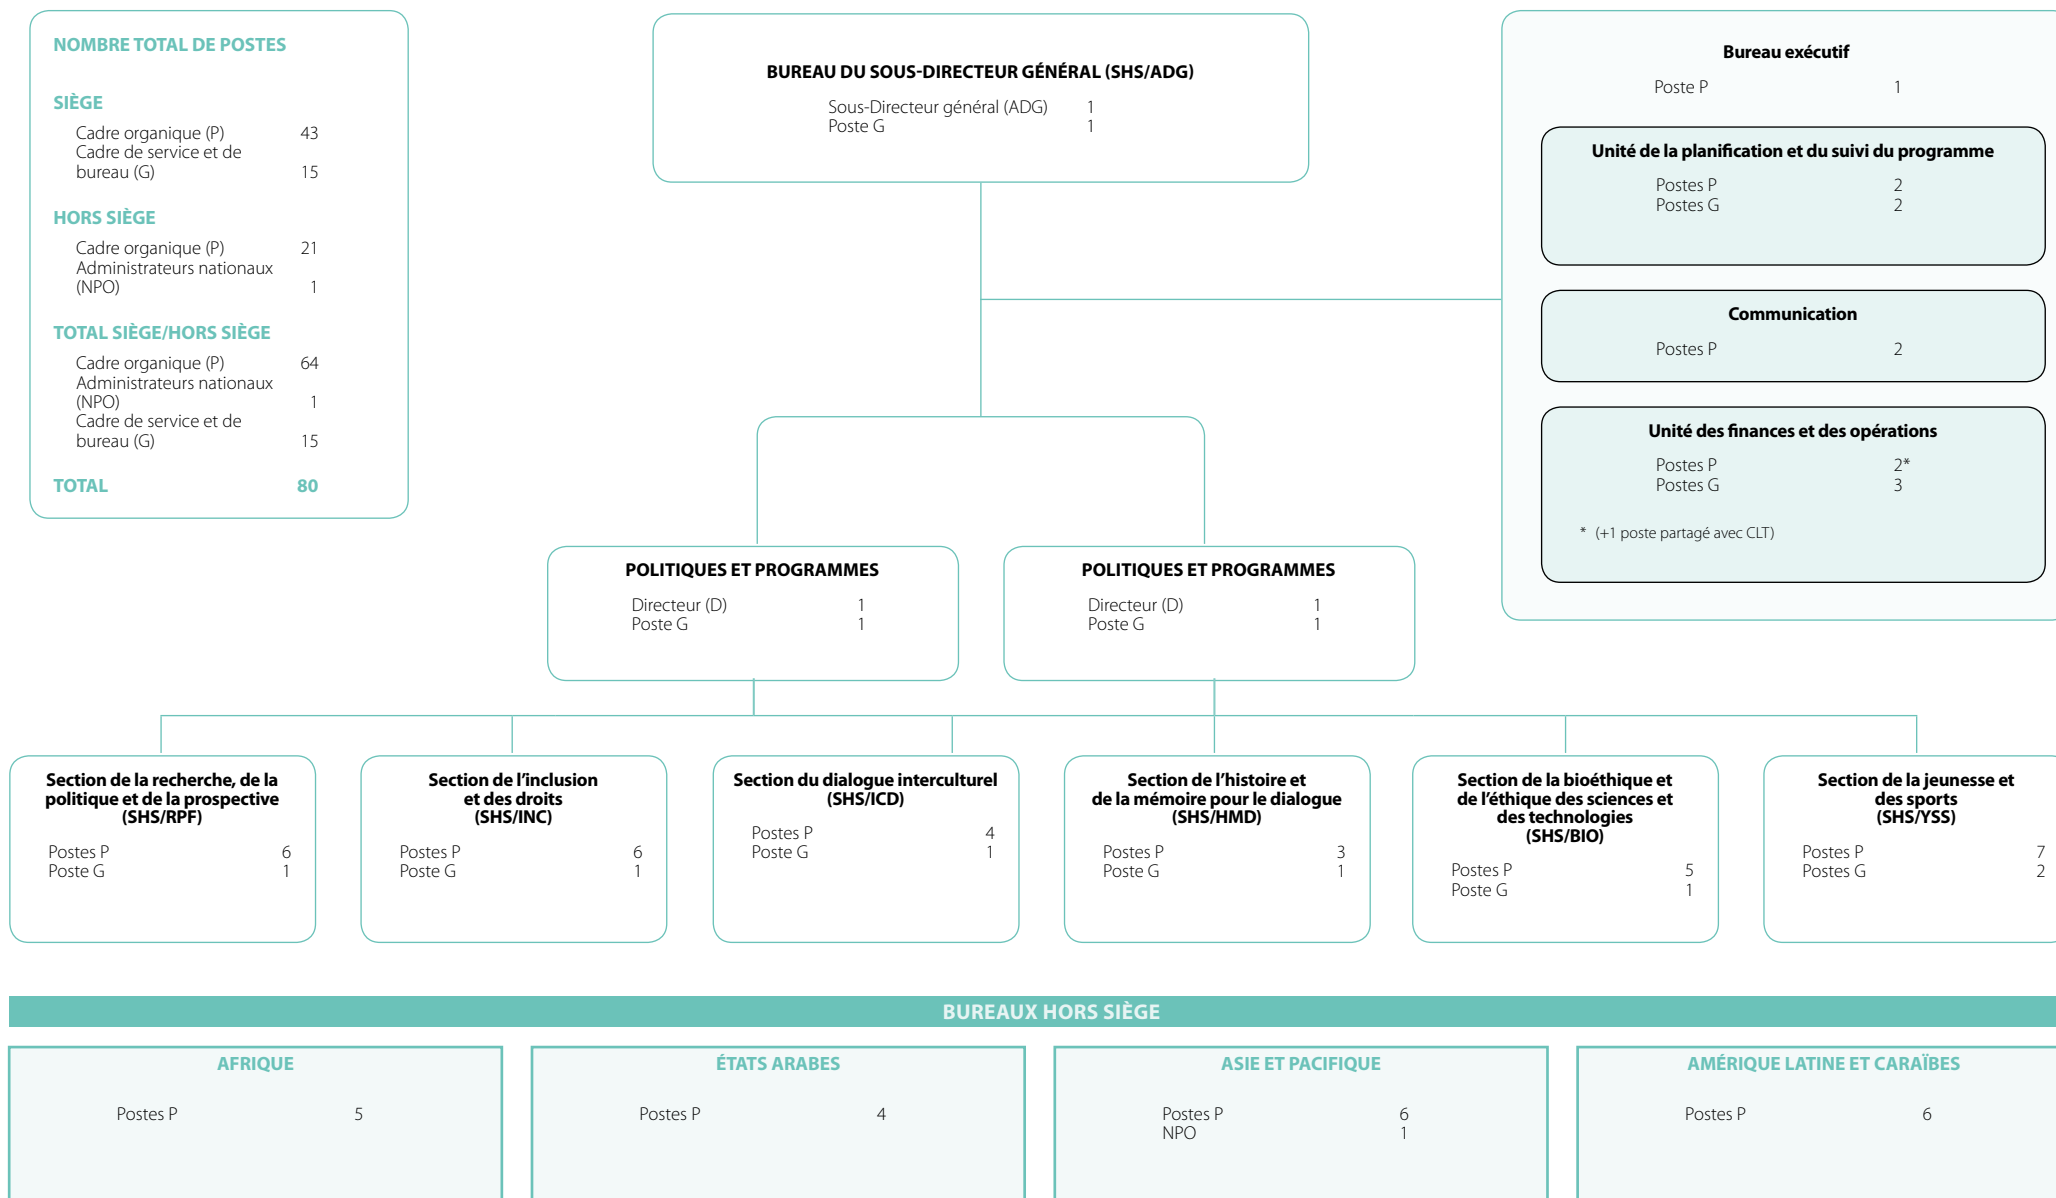 NOMBRE TOTAL DE POSTES
SIÈGE
Cadre organique (P) 43
Cadre de service et de
bureau (G) 15
HORS SIÈGE
Cadre organique (P) 21
Administrateurs nationaux
(NPO) 1
TOTAL SIÈGE/HORS SIÈGE
Cadre organique (P) 64
Administrateurs nationaux
(NPO) 1
Cadre de service et de
bureau (G) 15
TOTAL 80
BUREAU DU SOUS-DIRECTEUR GÉNÉRAL (SHS/ADG)
Sous-Directeur général (ADG) 1
Poste G 1
Bureau exécutif
Poste P 1
Unité de la planification et du suivi du programme
Postes P 2
Postes G 2
Communication
Postes P 2
Unité des finances et des opérations
Postes P 2*
Postes G 3
* (+1 poste partagé avec CLT)
POLITIQUES ET PROGRAMMES
Directeur (D) 1
Poste G 1
POLITIQUES ET PROGRAMMES
Directeur (D) 1
Poste G 1
Section de la recherche, de la
politique et de la prospective
(SHS/RPF)
Postes P 6
Poste G 1
Section de l'inclusion
et des droits
(SHS/INC)
Postes P 6
Poste G 1
Section du dialogue interculturel
(SHS/ICD)
Postes P 4
Poste G 1
Section de l'histoire et
de la mémoire pour le dialogue
(SHS/HMD)
Postes P 3
Poste G 1
Section de la bioéthique et
de l'éthique des sciences et
des technologies
(SHS/BIO)
Postes P 5
Poste G 1
Section de la jeunesse et
des sports
(SHS/YSS)
Postes P 7
Postes G 2
BUREAUX HORS SIÈGE
AFRIQUE
Postes P 5
ÉTATS ARABES
Postes P 4
ASIE ET PACIFIQUE
Postes P 6
NPO 1
AMÉRIQUE LATINE ET CARAÏBES
Postes P 6